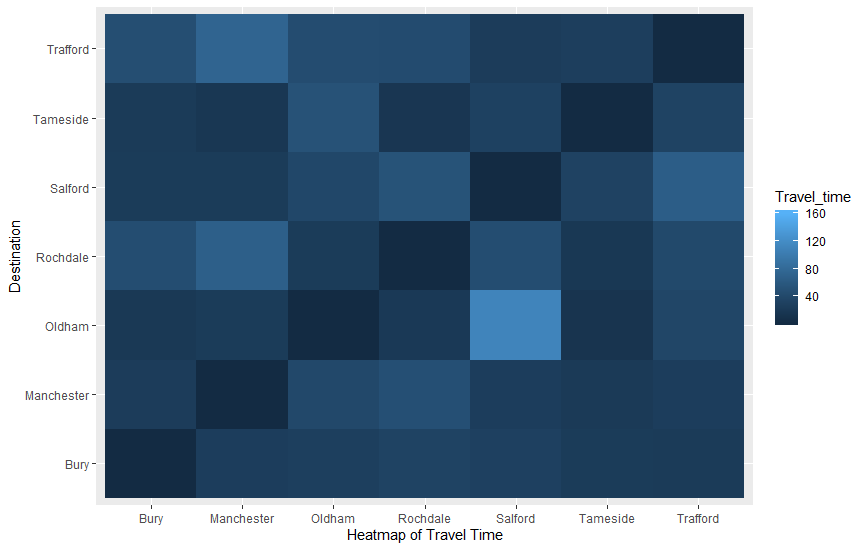 Trafford
Tameside
Salford
Rochdale
Oldham
Manchester
Bury
Destination
Bury Manchester Oldham Rochdale Salford Tameside Trafford
Heatmap of Travel Time
Travel_time
160
120
80
40